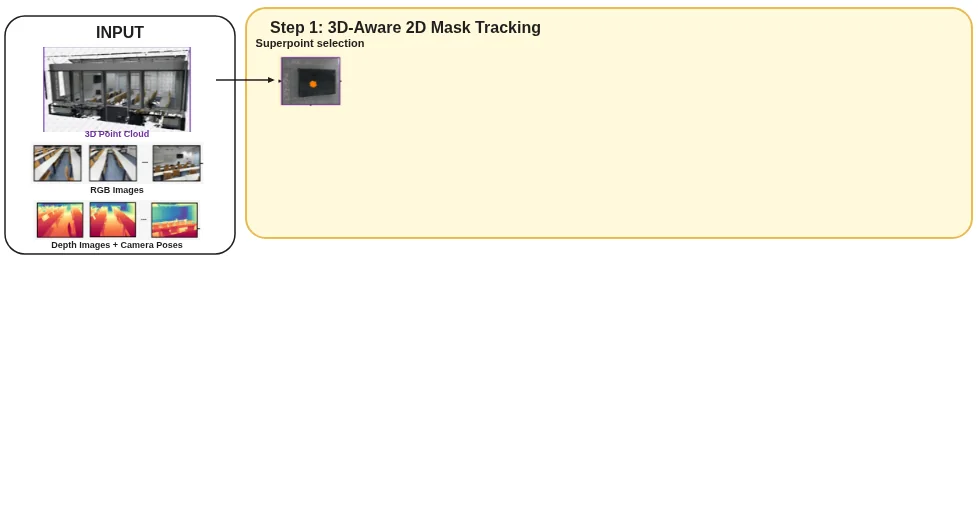 INPUT
3D Point Cloud
RGB Images
Depth Images + Camera Poses
Step 1: 3D-Aware 2D Mask Tracking
Superpoint selection